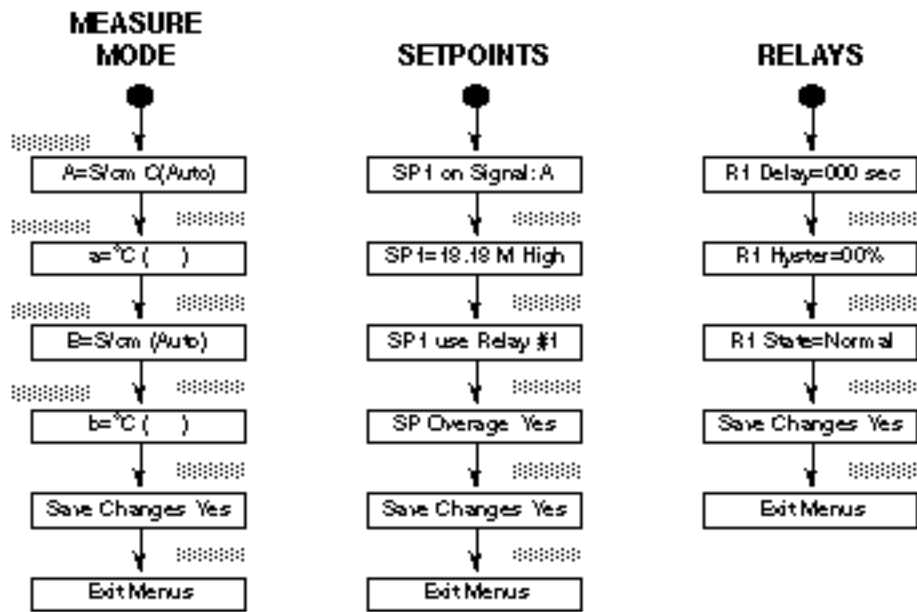 MEASURE
MODE
A=S/cm C(Auto)
a=°C (    )
B=S/cm (Auto)
b=°C (    )
Save Changes Yes
Exit Menus
SETPOINTS
SP1 on Signal: A
SP1=18.18 M High
SP1 use Relay #1
SP Overage Yes
Save Changes Yes
Exit Menus
RELAYS
R1 Delay=000 sec
R1 Hyster=00%
R1 State=Normal
Save Changes Yes
Exit Menus